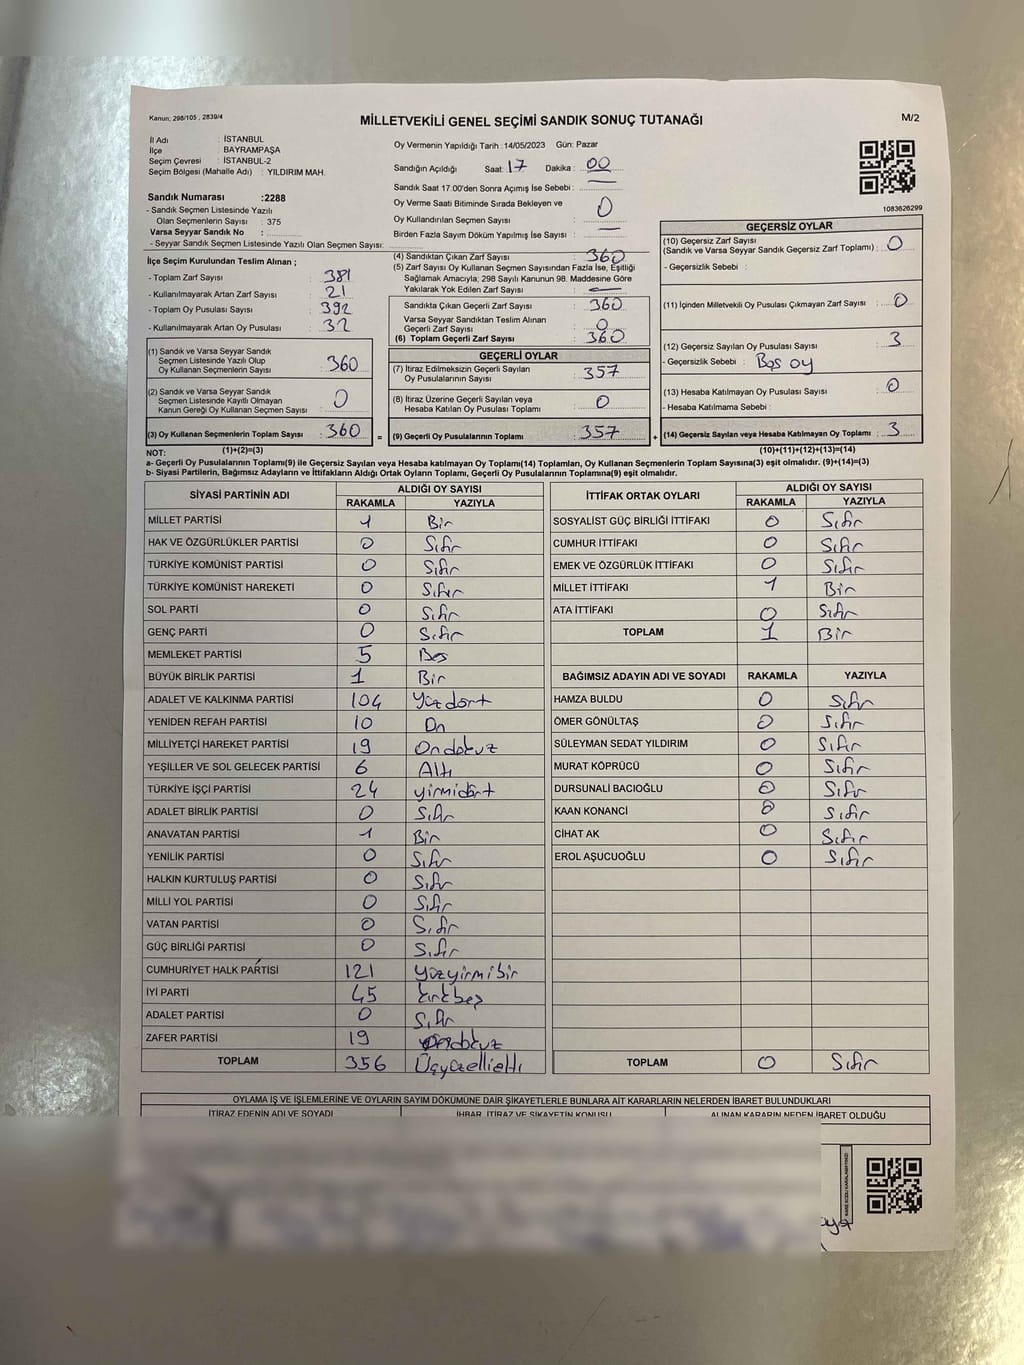 Kanun; 298/105 , 2839/4
MİLLETVEKİLİ GENEL SEÇİMİ SANDIK SONUÇ TUTANAĞI
M/2
İl Adı : İSTANBUL
İlçe : BAYRAMPAŞA
Seçim Çevresi : İSTANBUL-2
Seçim Bölgesi (Mahalle Adı) : YILDIRIM MAH.
Sandık Numarası :2288
- Sandık Seçmen Listesinde Yazılı
Olan Seçmenlerin Sayısı : 375
Varsa Seyyar Sandık No :
- Seyyar Sandık Seçmen Listesinde Yazılı Olan Seçmen Sayısı:
İlçe Seçim Kurulundan Teslim Alınan ;
- Toplam Zarf Sayısı : 381
- Kullanılmayarak Artan Zarf Sayısı : 21
- Toplam Oy Pusulası Sayısı : 392
- Kullanılmayarak Artan Oy Pusulası : 32
(1) Sandık ve Varsa Seyyar Sandık
Seçmen Listesinde Yazılı Olup
Oy Kullanan Seçmenlerin Sayısı : 360
(2) Sandık ve Varsa Seyyar Sandık
Seçmen Listesinde Kayıtlı Olmayan
Kanun Gereği Oy Kullanan Seçmen Sayısı : 0
(3) Oy Kullanan Seçmenlerin Toplam Sayısı : 360
(1)+(2)=(3)
Oy Vermenin Yapıldığı Tarih : 14/05/2023 Gün: Pazar
Sandığın Açıldığı Saat: 17 Dakika : 00
Sandık Saat 17.00'den Sonra Açımış İse Sebebi : —
Oy Verme Saati Bitiminde Sırada Bekleyen ve
Oy Kullandırılan Seçmen Sayısı : 0
Birden Fazla Sayım Döküm Yapılmış İse Sayısı : —
(4) Sandıktan Çıkan Zarf Sayısı : 360
(5) Zarf Sayısı Oy Kullanan Seçmen Sayısından Fazla İse, Eşitliği
Sağlamak Amacıyla; 298 Sayılı Kanunun 98. Maddesine Göre
Yakılarak Yok Edilen Zarf Sayısı : —
Sandıkta Çıkan Geçerli Zarf Sayısı : 360
Varsa Seyyar Sandıktan Teslim Alınan
Geçerli Zarf Sayısı : 0
(6) Toplam Geçerli Zarf Sayısı : 360
GEÇERLİ OYLAR
(7) İtiraz Edilmeksizin Geçerli Sayılan
Oy Pusulalarının Sayısı : 357
(8) İtiraz Üzerine Geçerli Sayılan veya
Hesaba Katılan Oy Pusulası Toplamı : 0
= (9) Geçerli Oy Pusulalarının Toplamı : 357 +
1083626299
GEÇERSİZ OYLAR
(10) Geçersiz Zarf Sayısı
(Sandık ve Varsa Seyyar Sandık Geçersiz Zarf Toplamı) : 0
- Geçersizlik Sebebi :
(11) İçinden Milletvekili Oy Pusulası Çıkmayan Zarf Sayısı : 0
(12) Geçersiz Sayılan Oy Pusulası Sayısı : 3
- Geçersizlik Sebebi : Boş oy
(13) Hesaba Katılmayan Oy Pusulası Sayısı : 0
- Hesaba Katılmama Sebebi :
(14) Geçersiz Sayılan veya Hesaba Katılmayan Oy Toplamı : 3
(10)+(11)+(12)+(13)=(14)
NOT:
a- Geçerli Oy Pusulasının Toplamı(9) ile Geçersiz Sayılan veya Hesaba katılmayan Oy Toplamı(14) Toplamları, Oy Kullanan Seçmenlerin Toplam Sayısına(3) eşit olmalıdır. (9)+(14)=(3)
b- Siyasi Partilerin, Bağımsız Adayların ve İttifakların Aldığı Ortak Oyların Toplamı, Geçerli Oy Pusulalarının Toplamına(9) eşit olmalıdır.
SİYASİ PARTİNİN ADI ALDIĞI OY SAYISI
RAKAMLA YAZIYLA
MİLLET PARTİSİ 1 Bir
HAK VE ÖZGÜRLÜKLER PARTİSİ 0 Sıfır
TÜRKİYE KOMÜNİST PARTİSİ 0 Sıfır
TÜRKİYE KOMÜNİST HAREKETİ 0 Sıfır
SOL PARTİ 0 Sıfır
GENÇ PARTİ 0 Sıfır
MEMLEKET PARTİSİ 5 Beş
BÜYÜK BİRLİK PARTİSİ 1 Bir
ADALET VE KALKINMA PARTİSİ 104 Yüzdört
YENİDEN REFAH PARTİSİ 10 On
MİLLİYETÇİ HAREKET PARTİSİ 19 Ondokuz
YEŞİLLER VE SOL GELECEK PARTİSİ 6 Altı
TÜRKİYE İŞÇİ PARTİSİ 24 yirmidört
ADALET BİRLİK PARTİSİ 0 Sıfır
ANAVATAN PARTİSİ 1 Bir
YENİLİK PARTİSİ 0 Sıfır
HALKIN KURTULUŞ PARTİSİ 0 Sıfır
MİLLİ YOL PARTİSİ 0 Sıfır
VATAN PARTİSİ 0 Sıfır
GÜÇ BİRLİĞİ PARTİSİ 0 Sıfır
CUMHURİYET HALK PARTİSİ 121 Yüzyirmibir
İYİ PARTİ 45 kırkbeş
ADALET PARTİSİ 0 Sıfır
ZAFER PARTİSİ 19 ondokuz
TOPLAM 356 Üçyüzellialtı
İTTİFAK ORTAK OYLARI ALDIĞI OY SAYISI
RAKAMLA YAZIYLA
SOSYALİST GÜÇ BİRLİĞİ İTTİFAKI 0 Sıfır
CUMHUR İTTİFAKI 0 Sıfır
EMEK VE ÖZGÜRLÜK İTTİFAKI 0 Sıfır
MİLLET İTTİFAKI 1 Bir
ATA İTTİFAKI 0 Sıfır
TOPLAM 1 Bir
BAĞIMSIZ ADAYIN ADI VE SOYADI RAKAMLA YAZIYLA
HAMZA BULDU 0 Sıfır
ÖMER GÖNÜLTAŞ 0 Sıfır
SÜLEYMAN SEDAT YILDIRIM 0 Sıfır
MURAT KÖPRÜCÜ 0 Sıfır
DURSUNALİ BACIOĞLU 0 Sıfır
KAAN KONANCİ 0 Sıfır
CİHAT AK 0 Sıfır
EROL AŞUCUOĞLU 0 Sıfır
TOPLAM 0 Sıfır
OYLAMA İŞ VE İŞLEMLERİNE VE OYLARIN SAYIM DÖKÜMÜNE DAİR ŞİKAYETLERLE BUNLARA AİT KARARLARIN NELERDEN İBARET BULUNDUKLARI
İTİRAZ EDENİN ADI VE SOYADI İHBAR, İTİRAZ VE ŞİKAYETİN KONUSU ALINAN KARARIN NEDEN İBARET OLDUĞU